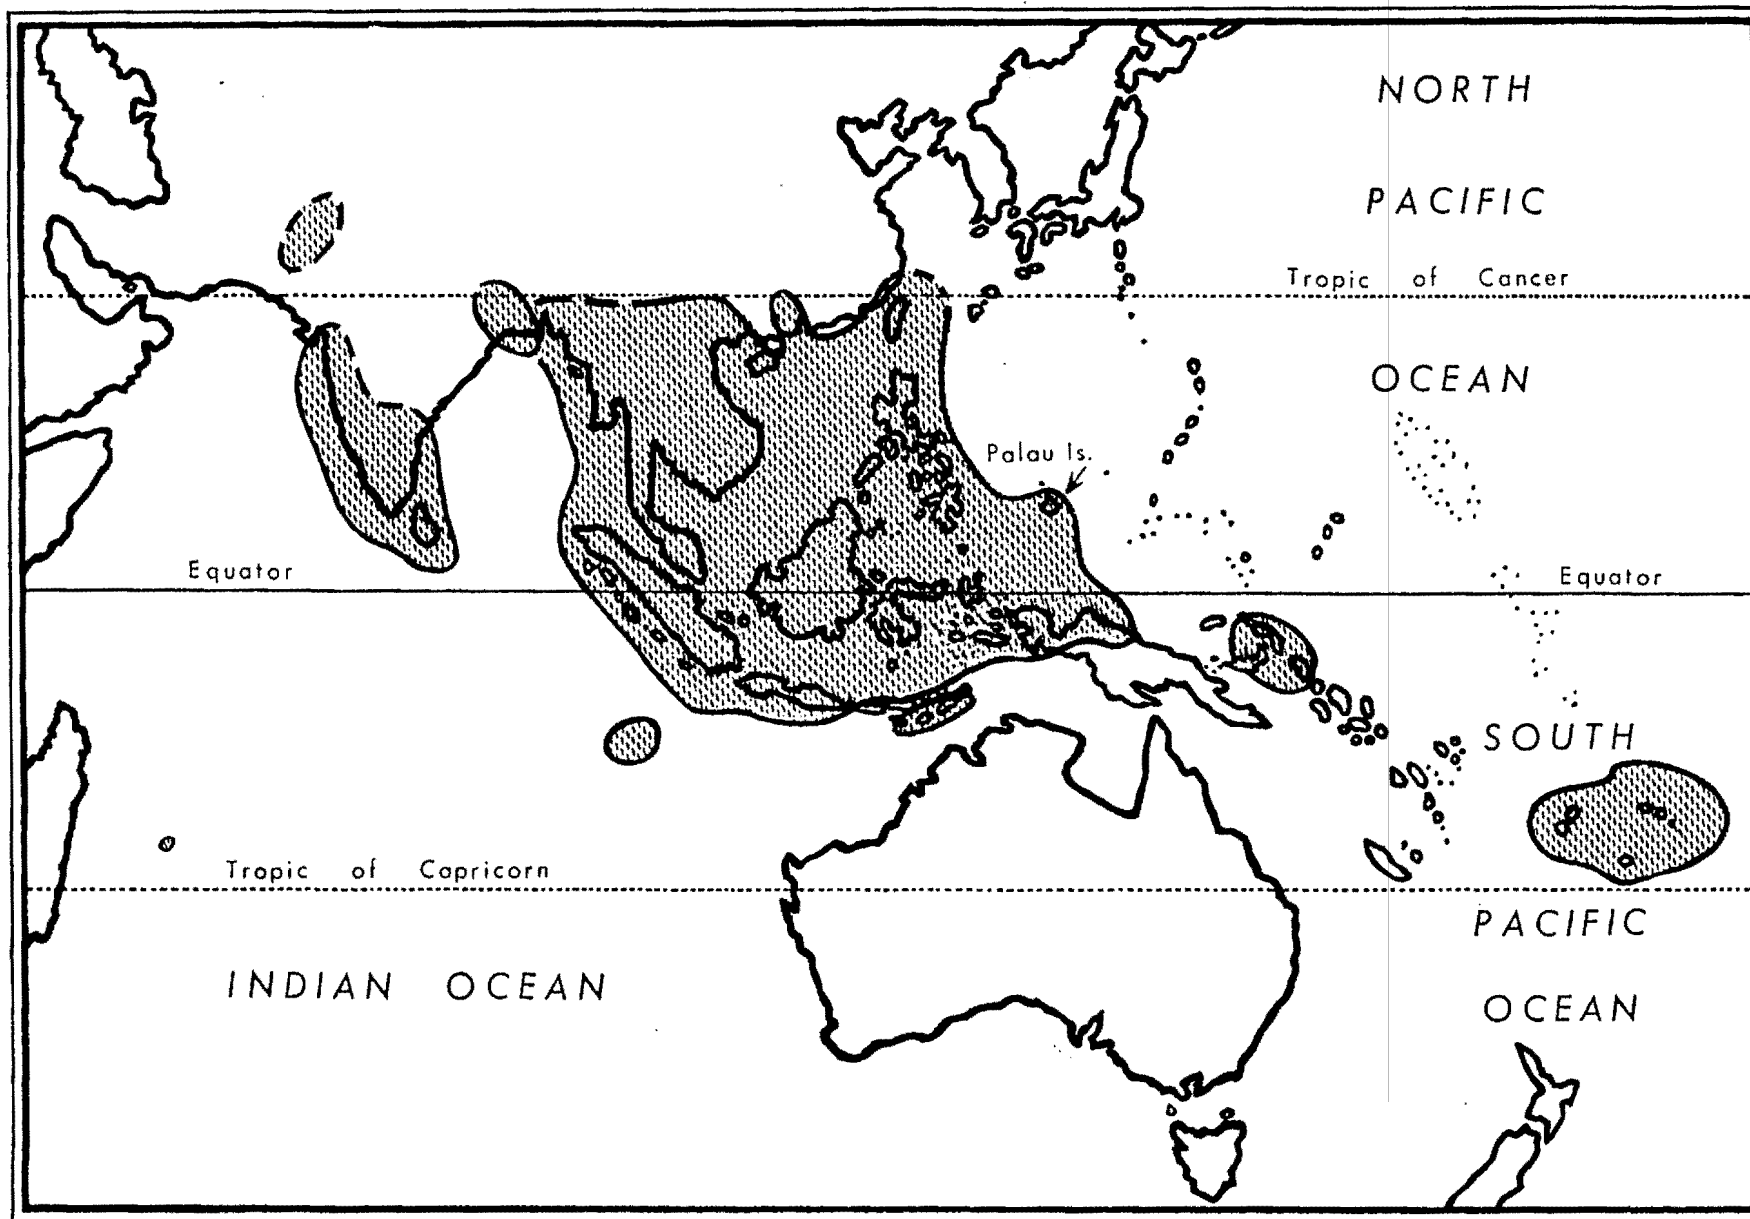 NORTH
PACIFIC
Tropic of Cancer
OCEAN
Palau Is.
Equator
Equator
SOUTH
Tropic of Capricorn
PACIFIC
INDIAN OCEAN
OCEAN